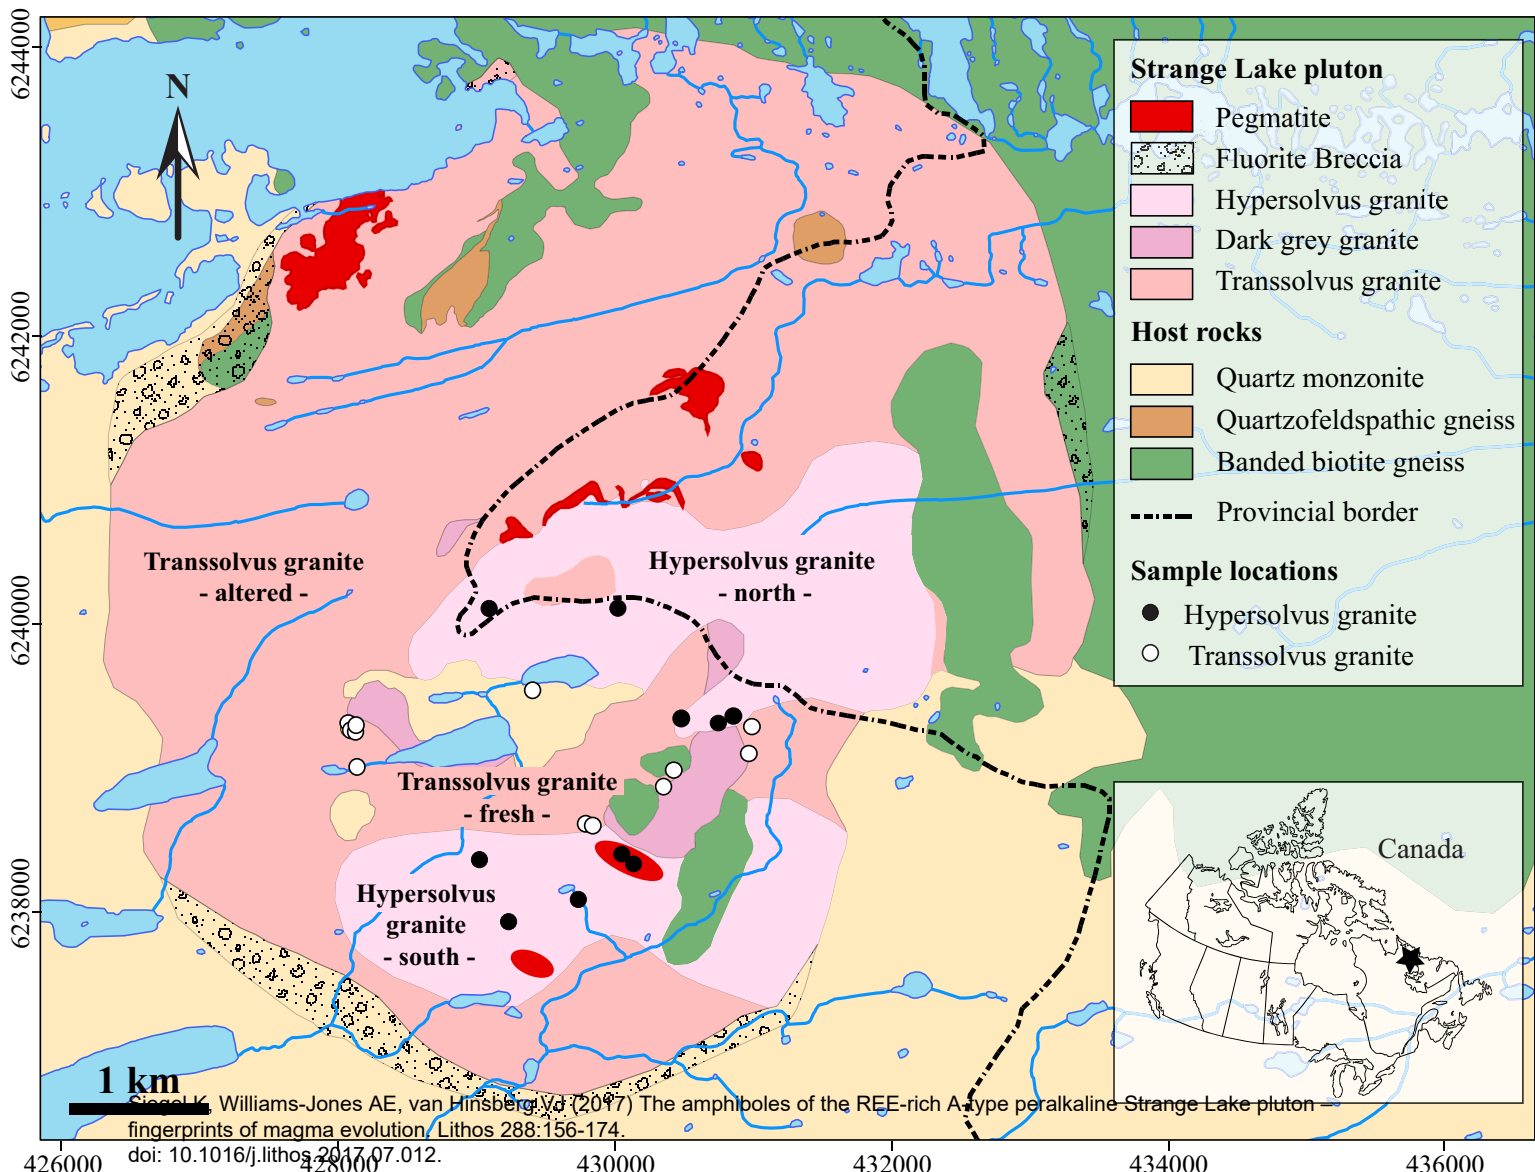 6244000
6242000
6240000
6238000
N
Strange Lake pluton
Pegmatite
Fluorite Breccia
Hypersolvus granite
Dark grey granite
Transsolvus granite
Host rocks
Quartz monzonite
Quartzofeldspathic gneiss
Banded biotite gneiss
Provincial border
Sample locations
Hypersolvus granite
Transsolvus granite
Transsolvus granite
- altered -
Hypersolvus granite
- north -
Transsolvus granite
- fresh -
Hypersolvus
granite
- south -
Canada
1 km
Siegel K, Williams-Jones AE, van Hinsberg VJ (2017) The amphiboles of the REE-rich A-type peralkaline Strange Lake pluton –
fingerprints of magma evolution. Lithos 288:156-174.
doi: 10.1016/j.lithos.2017.07.012.
426000
428000
430000
432000
434000
436000